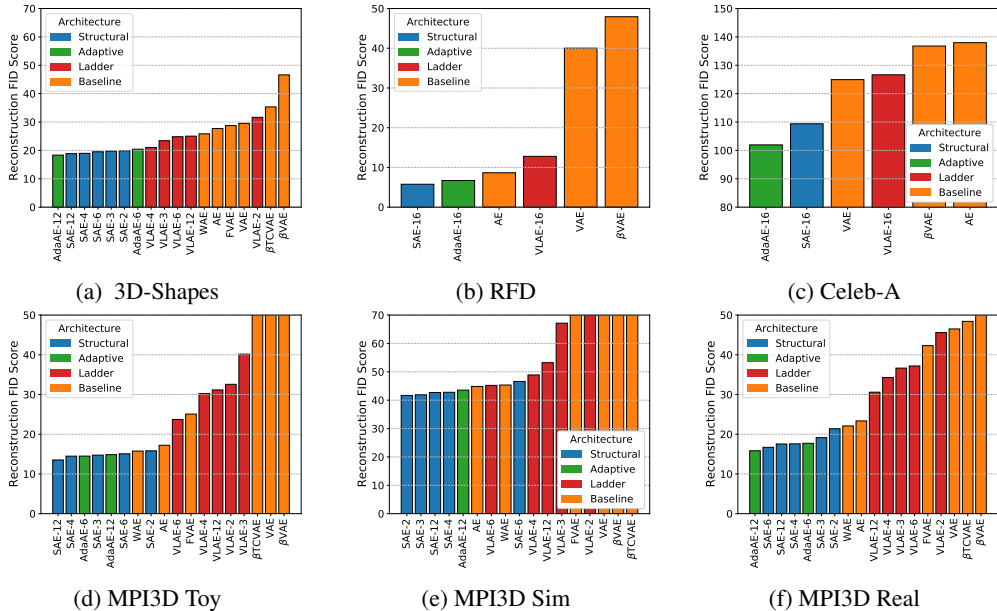 Reconstruction FID Score
70
60
50
40
30
20
10
0
Architecture
Structural
Adaptive
Ladder
Baseline
AdaAE-12
SAE-12
SAE-4
SAE-6
SAE-3
SAE-2
AdaAE-6
VLAE-4
VLAE-3
VLAE-6
VLAE-12
WAE
AE
FVAE
VAE
VLAE-2
βTCVAE
βVAE
(a) 3D-Shapes
Reconstruction FID Score
50
40
30
20
10
0
Architecture
Structural
Adaptive
Ladder
Baseline
SAE-16
AdaAE-16
AE
VLAE-16
VAE
βVAE
(b) RFD
Reconstruction FID Score
150
140
130
120
110
100
90
80
Architecture
Structural
Adaptive
Ladder
Baseline
AdaAE-16
SAE-16
VAE
VLAE-16
βVAE
AE
(c) Celeb-A
Reconstruction FID Score
50
40
30
20
10
0
Architecture
Structural
Adaptive
Ladder
Baseline
SAE-12
SAE-4
AdaAE-6
SAE-3
AdaAE-12
SAE-6
WAE
SAE-2
AE
VLAE-6
FVAE
VLAE-4
VLAE-12
VLAE-2
VLAE-3
βTCVAE
VAE
βVAE
(d) MPI3D Toy
Reconstruction FID Score
70
60
50
40
30
20
10
0
Architecture
Structural
Adaptive
Ladder
Baseline
SAE-2
SAE-3
SAE-12
SAE-4
AdaAE-12
AE
VLAE-6
WAE
SAE-6
VLAE-4
VLAE-12
VLAE-3
FVAE
VLAE-2
VAE
βVAE
βTCVAE
(e) MPI3D Sim
Reconstruction FID Score
50
40
30
20
10
0
Architecture
Structural
Adaptive
Ladder
Baseline
AdaAE-12
SAE-6
SAE-12
SAE-4
AdaAE-6
SAE-3
SAE-2
WAE
AE
VLAE-12
VLAE-4
VLAE-3
VLAE-6
FVAE
VLAE-2
VAE
βTCVAE
βVAE
(f) MPI3D Real